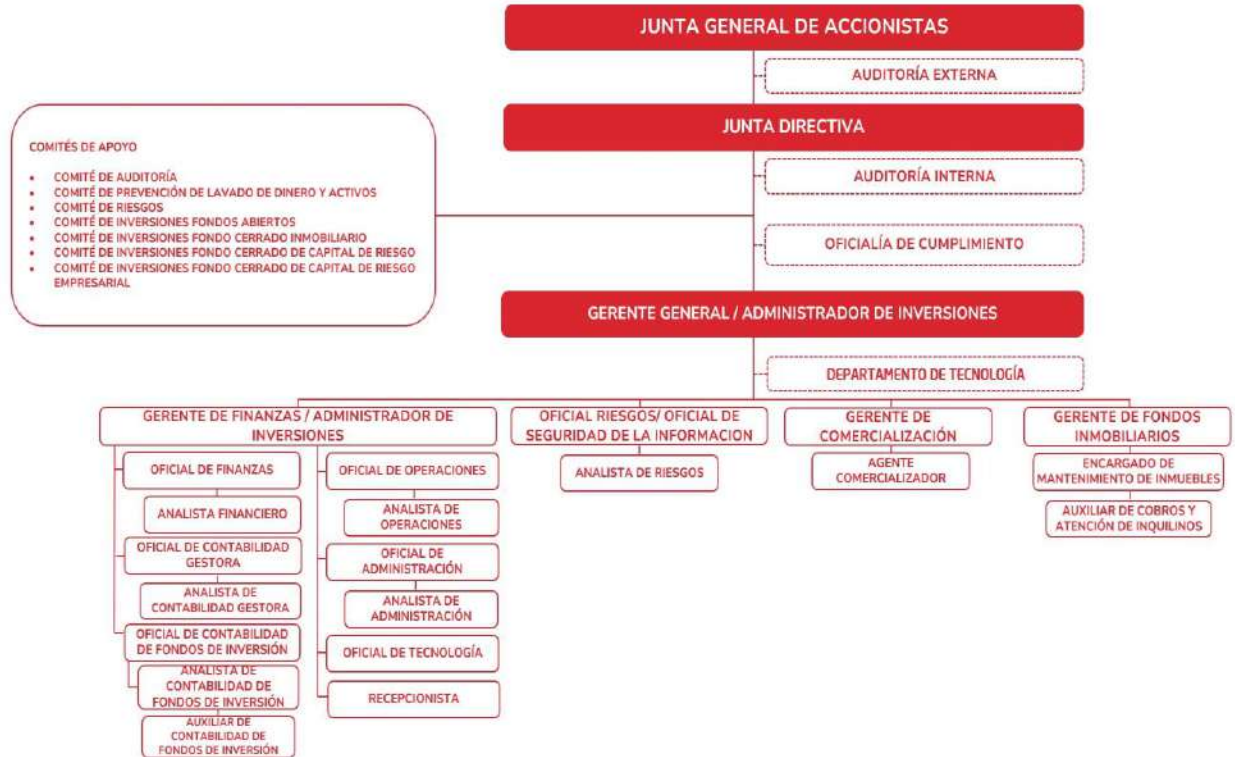 JUNTA GENERAL DE ACCIONISTAS
AUDITORÍA EXTERNA
JUNTA DIRECTIVA
COMITÉS DE APOYO
• COMITÉ DE AUDITORÍA
• COMITÉ DE PREVENCIÓN DE LAVADO DE DINERO Y ACTIVOS
• COMITÉ DE RIESGOS
• COMITÉ DE INVERSIONES FONDOS ABIERTOS
• COMITÉ DE INVERSIONES FONDO CERRADO INMOBILIARIO
• COMITÉ DE INVERSIONES FONDO CERRADO DE CAPITAL DE RIESGO
• COMITÉ DE INVERSIONES FONDO CERRADO DE CAPITAL DE RIESGO
EMPRESARIAL
AUDITORÍA INTERNA
OFICIALÍA DE CUMPLIMIENTO
GERENTE GENERAL / ADMINISTRADOR DE INVERSIONES
DEPARTAMENTO DE TECNOLOGÍA
GERENTE DE FINANZAS / ADMINISTRADOR DE
INVERSIONES
OFICIAL DE FINANZAS
ANALISTA FINANCIERO
OFICIAL DE CONTABILIDAD
GESTORA
ANALISTA DE
CONTABILIDAD GESTORA
OFICIAL DE CONTABILIDAD
DE FONDOS DE INVERSIÓN
ANALISTA DE
CONTABILIDAD DE
FONDOS DE INVERSIÓN
AUXILIAR DE
CONTABILIDAD DE
FONDOS DE INVERSIÓN
OFICIAL DE OPERACIONES
ANALISTA DE
OPERACIONES
OFICIAL DE
ADMINISTRACIÓN
ANALISTA DE
ADMINISTRACIÓN
OFICIAL DE TECNOLOGÍA
RECEPCIONISTA
OFICIAL RIESGOS/ OFICIAL DE
SEGURIDAD DE LA INFORMACION
ANALISTA DE RIESGOS
GERENTE DE
COMERCIALIZACIÓN
AGENTE
COMERCIALIZADOR
GERENTE DE FONDOS
INMOBILIARIOS
ENCARGADO DE
MANTENIMIENTO DE INMUEBLES
AUXILIAR DE COBROS Y
ATENCIÓN DE INQUILINOS